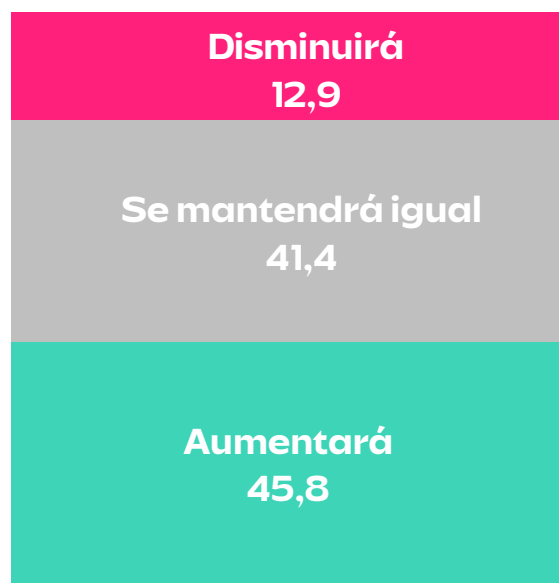 Disminuirá
12,9
Se mantendrá igual
41,4
Aumentará
45,8